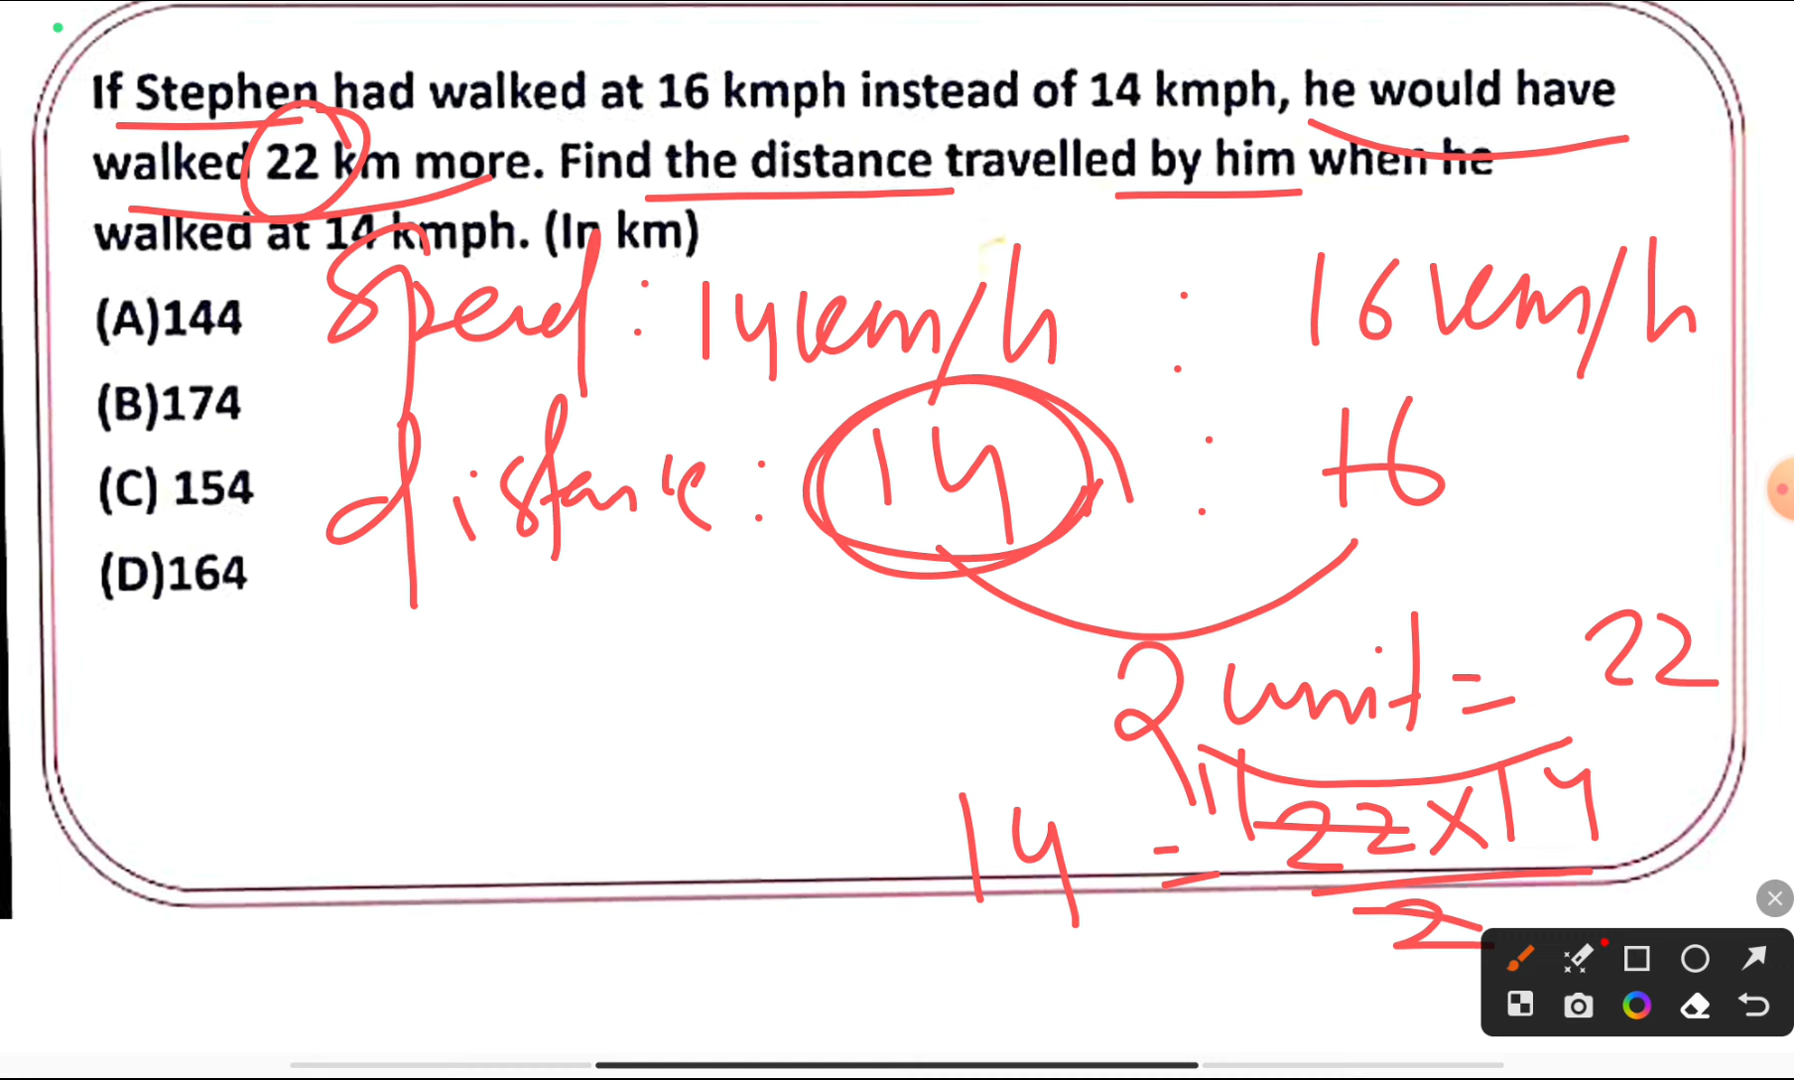 If Stephen had walked at 16 kmph instead of 14 kmph, he would have
walked 22 km more. Find the distance travelled by him when he
walked at 14 kmph. (In km)
(A)144
(B)174
(C) 154
(D)164
Speed : 14km/h : 16km/h
distance : 14 : 16
2 unit = 22
11
14 = 22 x 14
2